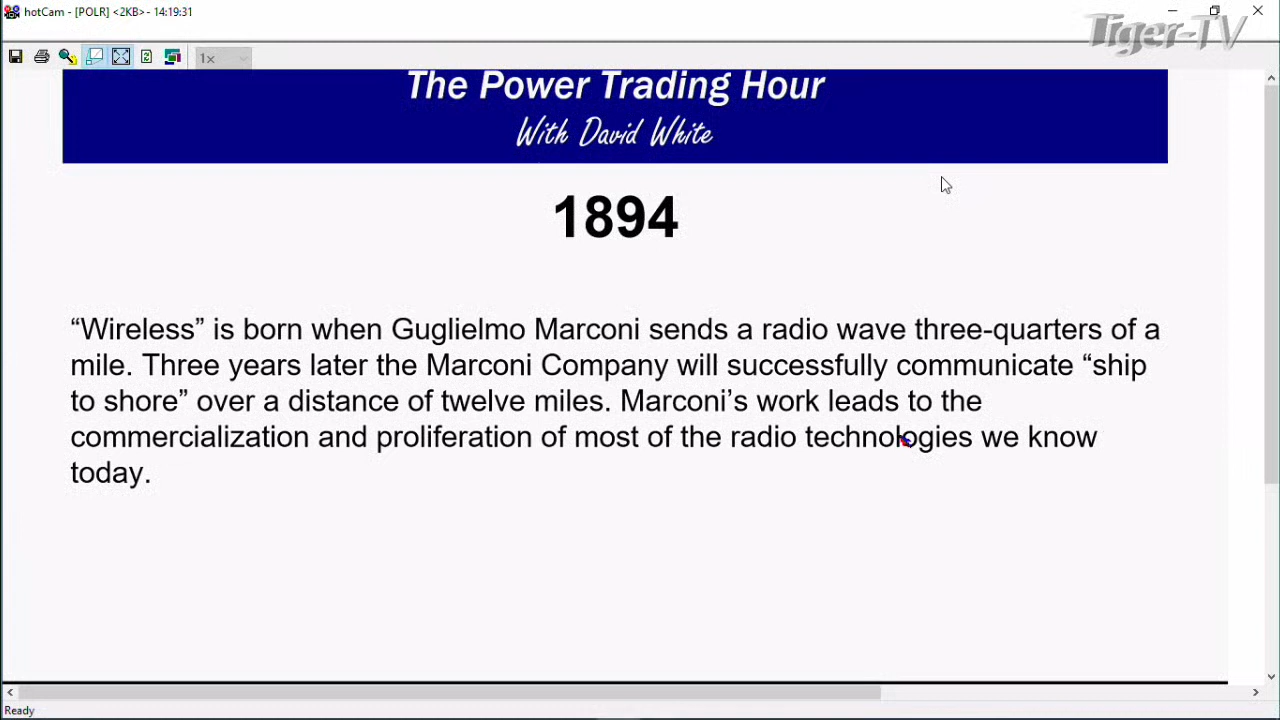 hotCam - [POLR] <2KB> - 14:19:31
Tiger-TV
1x
The Power Trading Hour
With David White
1894
“Wireless” is born when Guglielmo Marconi sends a radio wave three-quarters of a
mile. Three years later the Marconi Company will successfully communicate “ship
to shore” over a distance of twelve miles. Marconi’s work leads to the
commercialization and proliferation of most of the radio technologies we know
today.
Ready